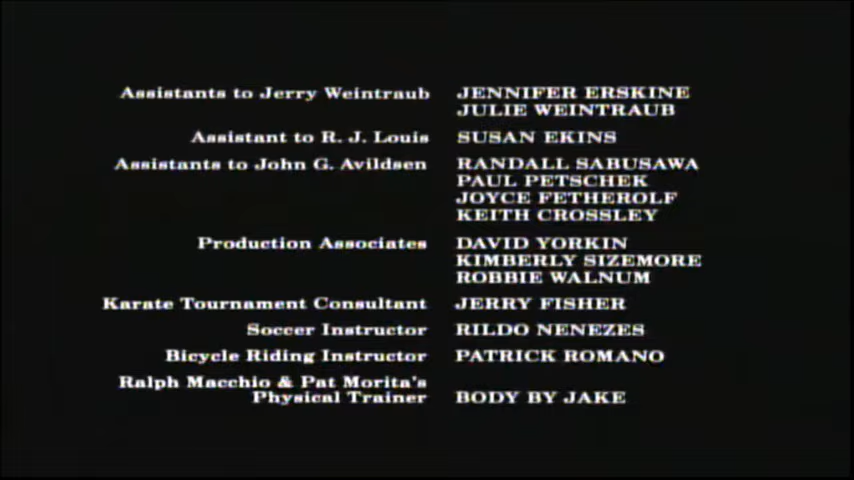 Assistants to Jerry Weintraub JENNIFER ERSKINE
JULIE WEINTRAUB
Assistant to R. J. Louis SUSAN EKINS
Assistants to John G. Avildsen RANDALL SABUSAWA
PAUL PETSCHEK
JOYCE FETHEROLF
KEITH CROSSLEY
Production Associates DAVID YORKIN
KIMBERLY SIZEMORE
ROBBIE WALNUM
Karate Tournament Consultant JERRY FISHER
Soccer Instructor RILDO NENEZES
Bicycle Riding Instructor PATRICK ROMANO
Ralph Macchio & Pat Morita's
Physical Trainer BODY BY JAKE